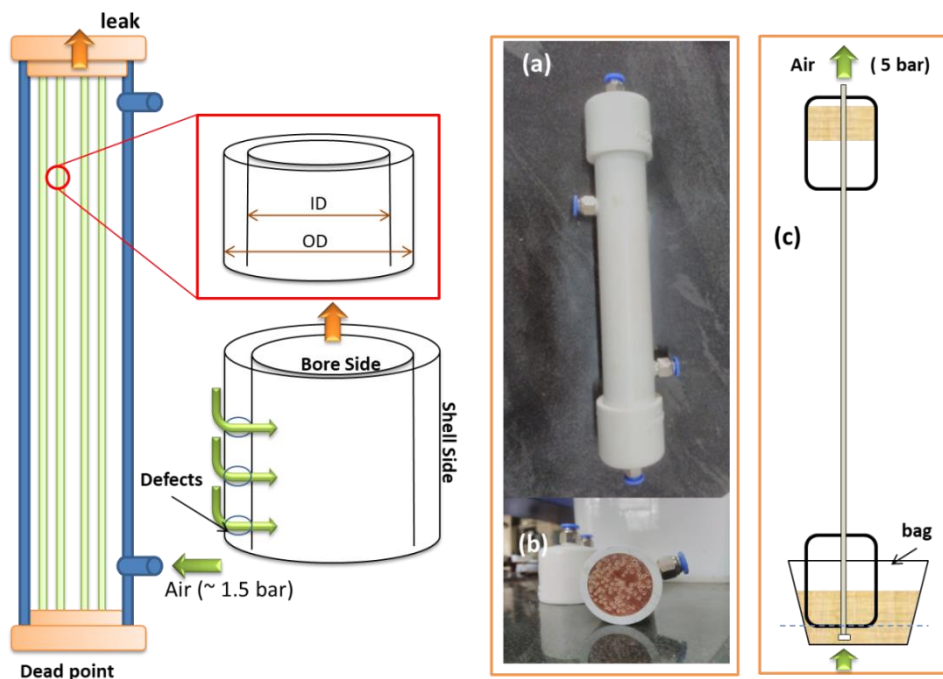 leak
ID
OD
Bore Side
Shell Side
Defects
Air (~ 1.5 bar)
Dead point
(a)
(b)
Air ( 5 bar)
(c)
bag